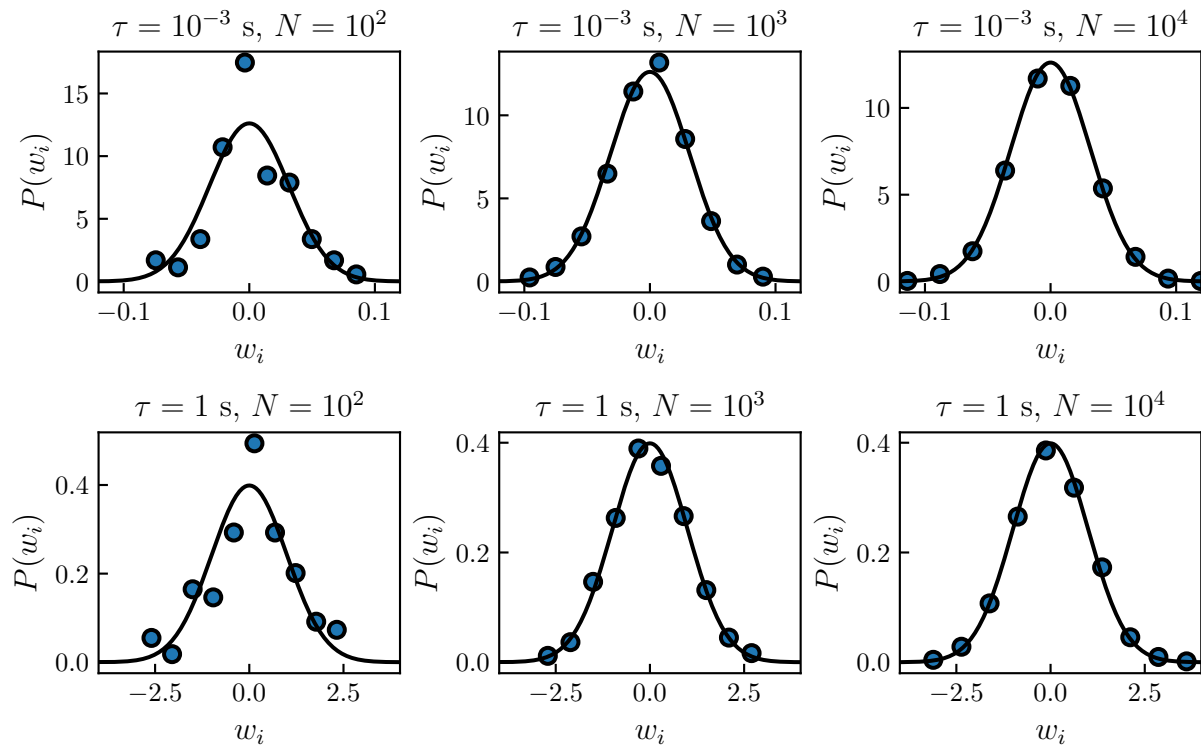 τ = 10⁻³ s, N = 10²
15
10
5
0
P(wᵢ)
−0.1
0.0
0.1
wᵢ
τ = 10⁻³ s, N = 10³
10
5
0
P(wᵢ)
−0.1
0.0
0.1
wᵢ
τ = 10⁻³ s, N = 10⁴
10
5
0
P(wᵢ)
−0.1
0.0
0.1
wᵢ
τ = 1 s, N = 10²
0.4
0.2
0.0
P(wᵢ)
−2.5
0.0
2.5
wᵢ
τ = 1 s, N = 10³
0.4
0.2
0.0
P(wᵢ)
−2.5
0.0
2.5
wᵢ
τ = 1 s, N = 10⁴
0.4
0.2
0.0
P(wᵢ)
−2.5
0.0
2.5
wᵢ